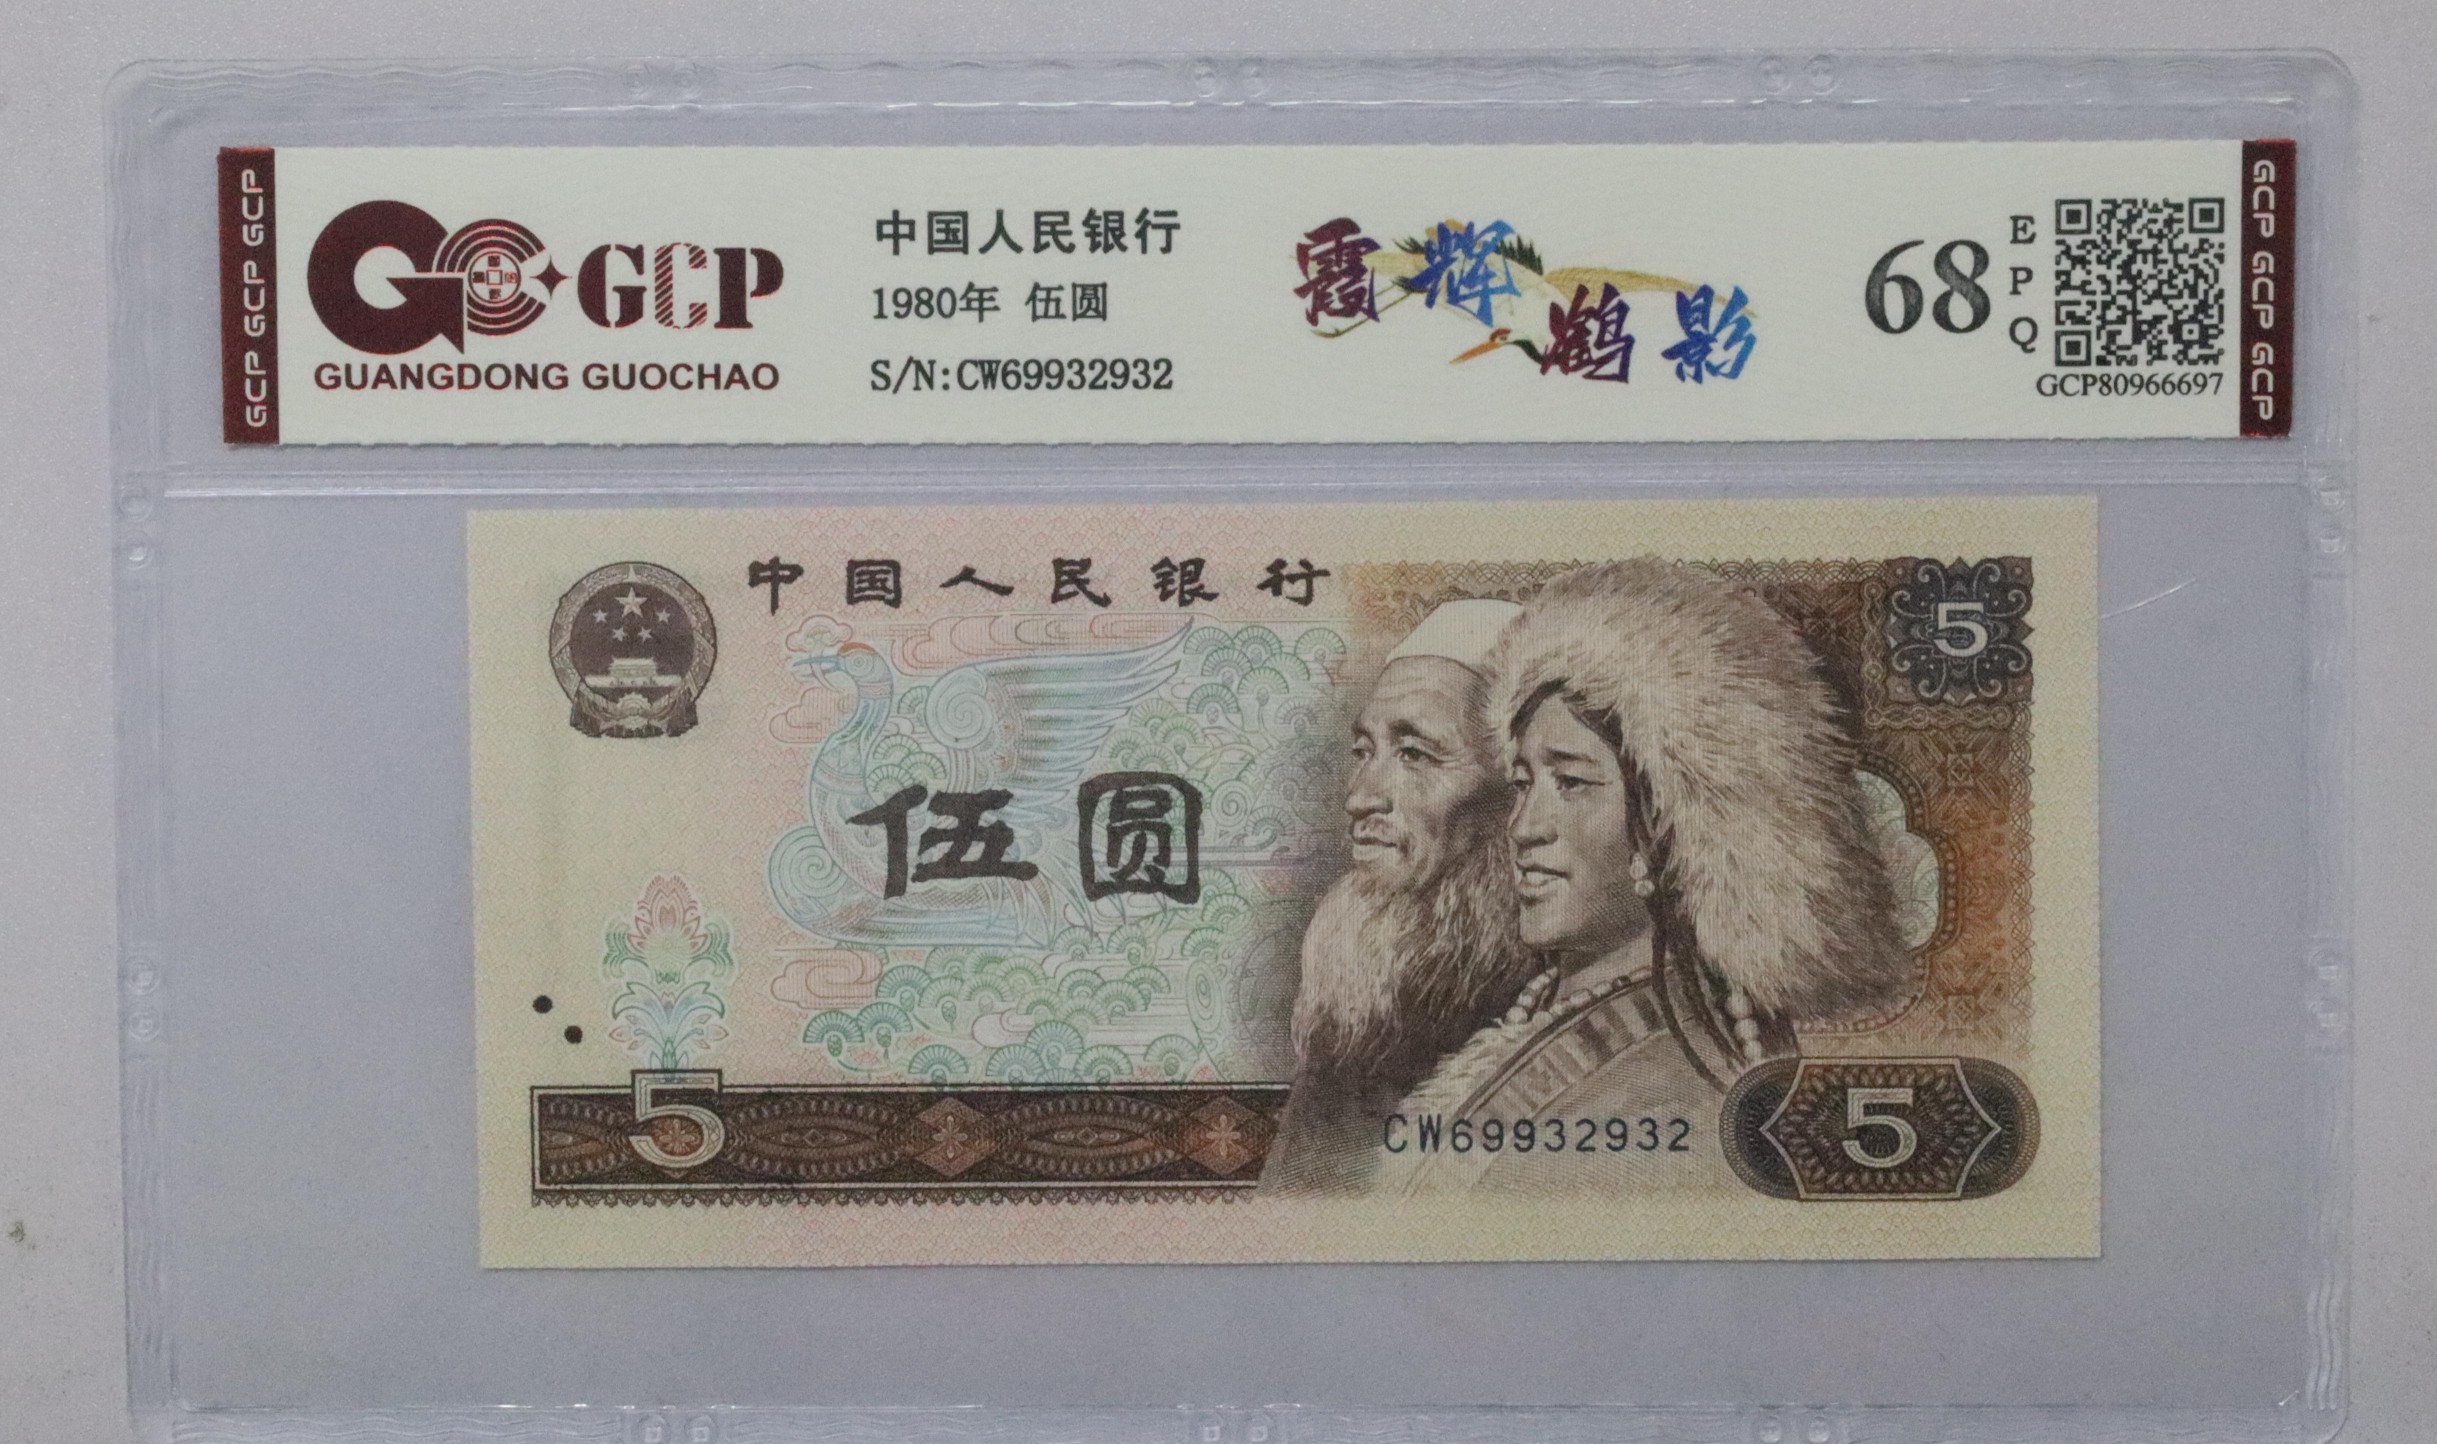 GCP GCP GCP
GCP
GUANGDONG GUOCHAO
中国人民银行
1980年 伍圆
S/N:CW69932932
霞辉
鹤影
68
EPQ
GCP80966697
GCP GCP GCP
中国人民银行
5
伍圆
5
CW69932932
5